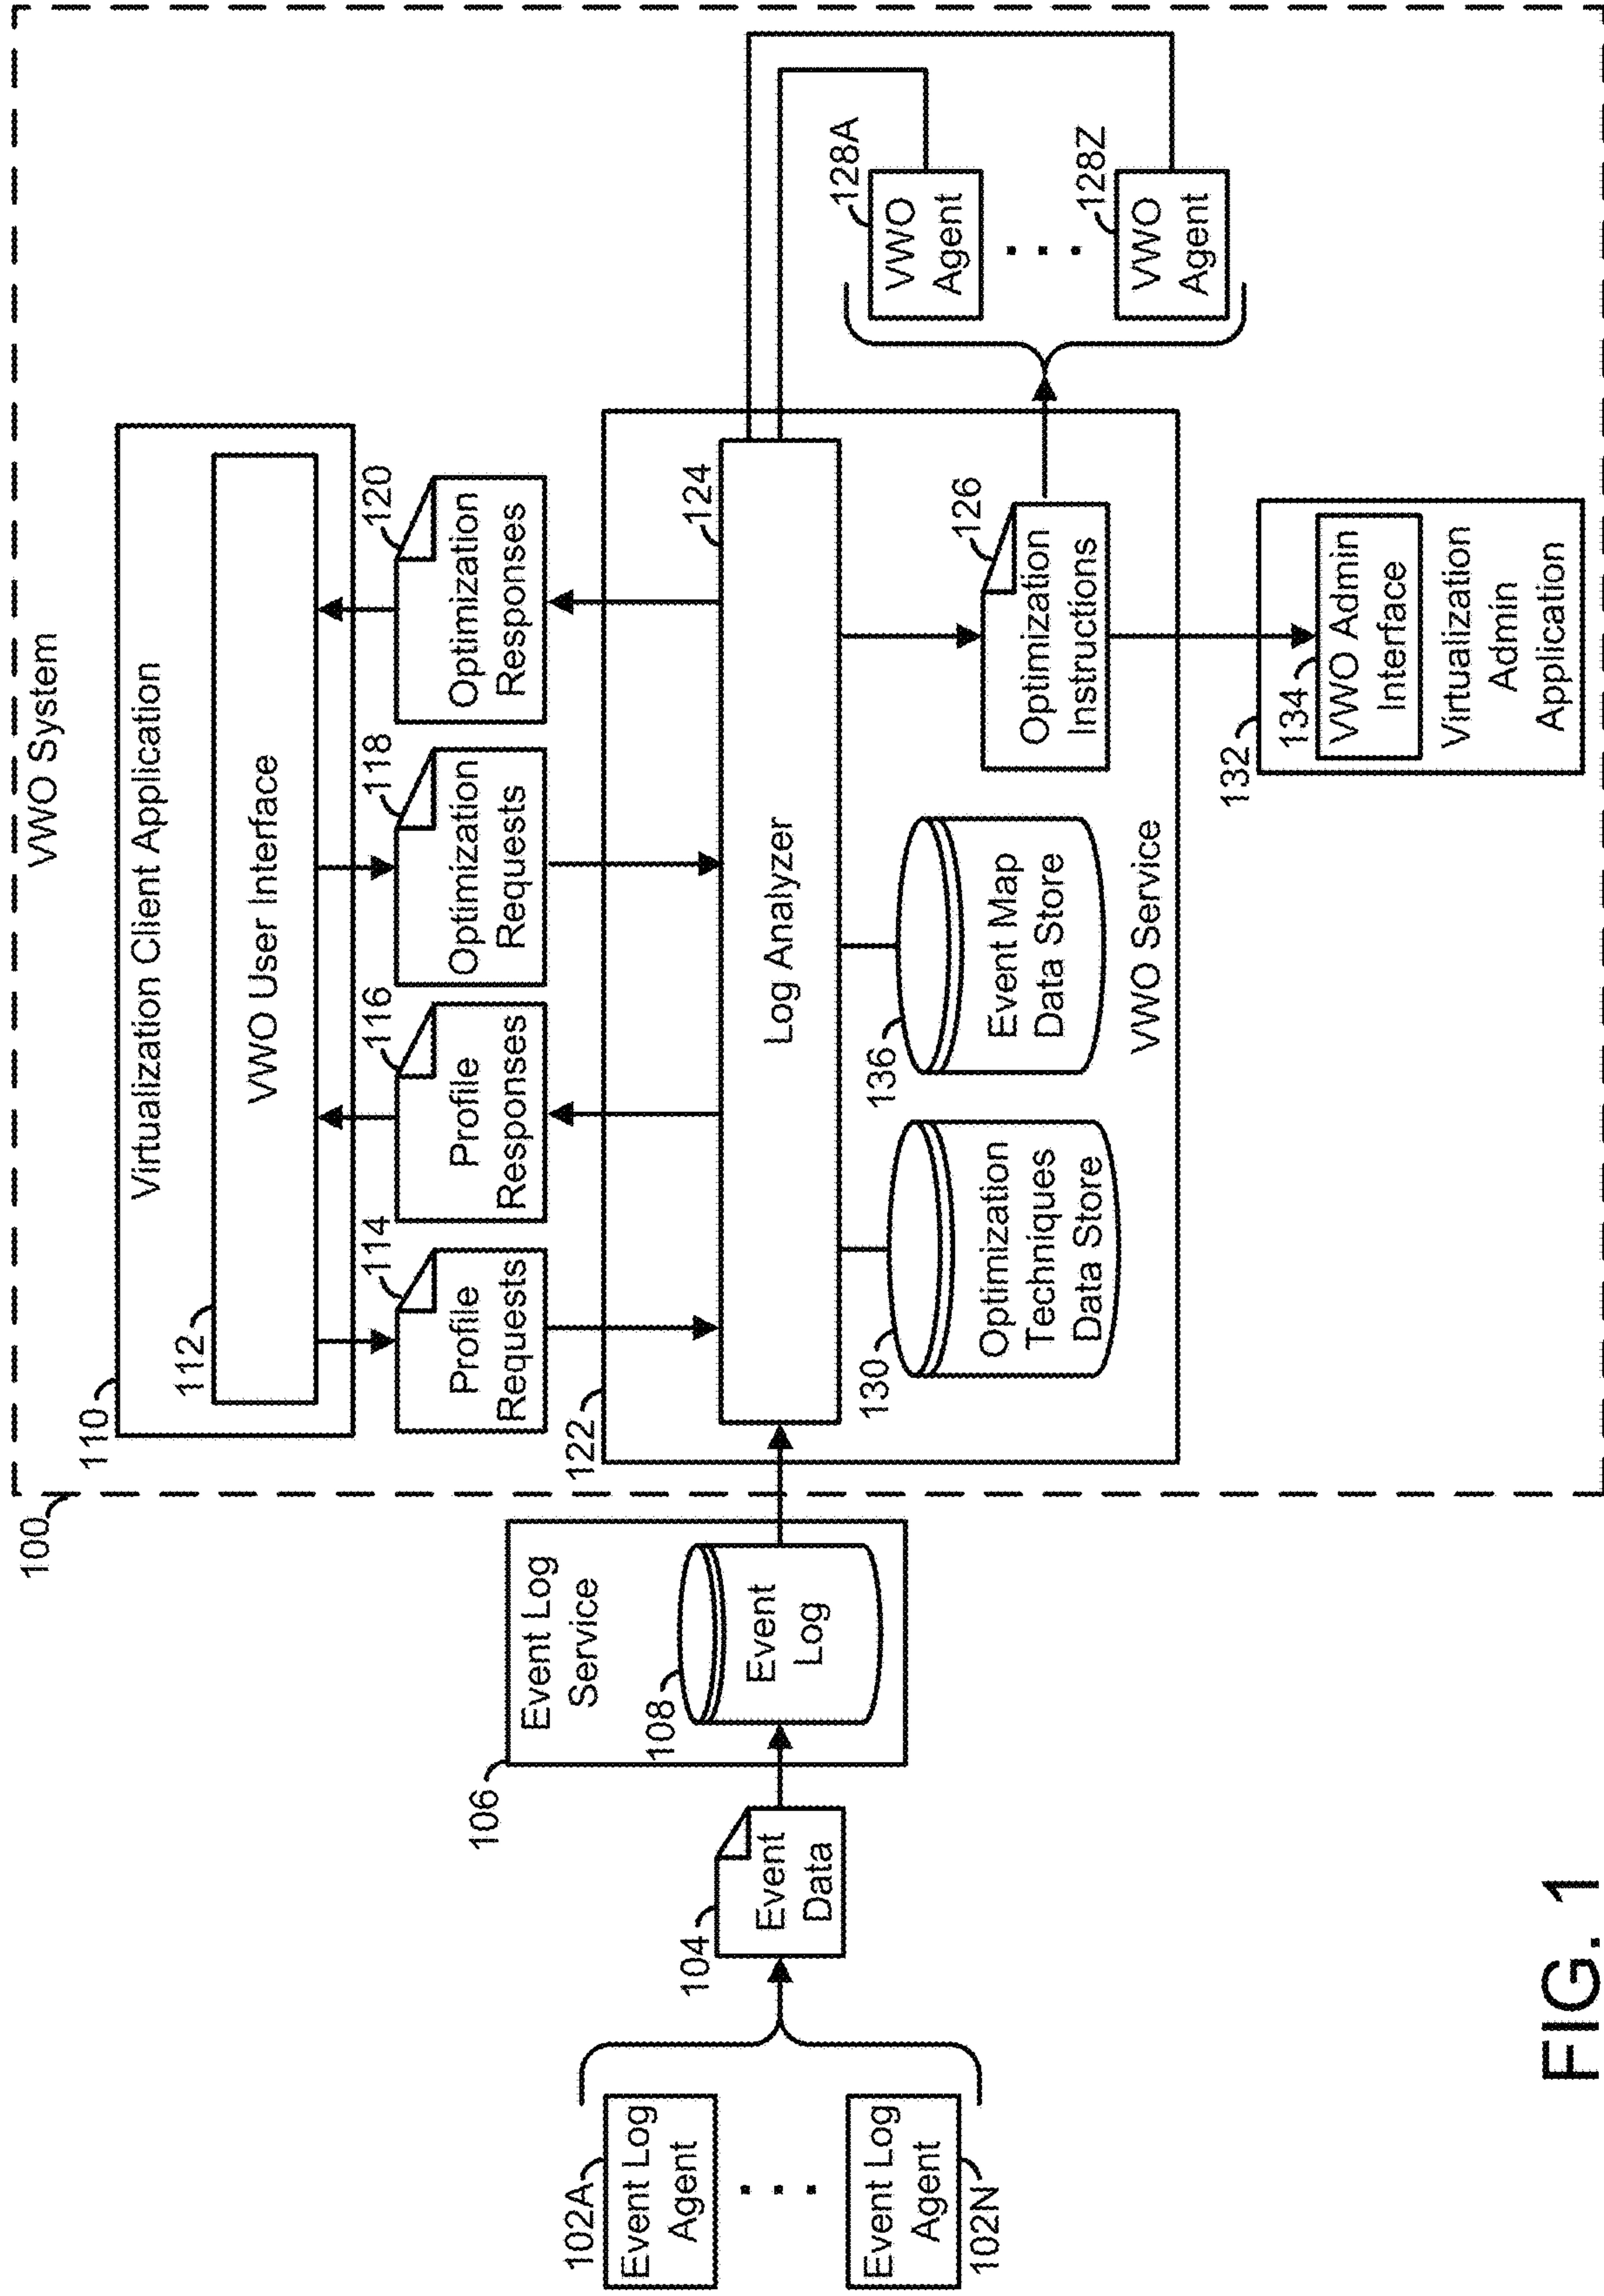 100
VWO System
110
Virtualization Client Application
112
VWO User Interface
114
Profile
Requests
116
Profile
Responses
118
Optimization
Requests
120
Optimization
Responses
102A
Event Log
Agent
Event Log
Agent
102N
104
Event
Data
106
Event Log
Service
108
Event
Log
122
124
Log Analyzer
130
Optimization
Techniques
Data Store
136
Event Map
Data Store
126
Optimization
Instructions
VWO Service
128A
VWO
Agent
128Z
VWO
Agent
132
134
VWO Admin
Interface
Virtualization
Admin
Application
FIG. 1